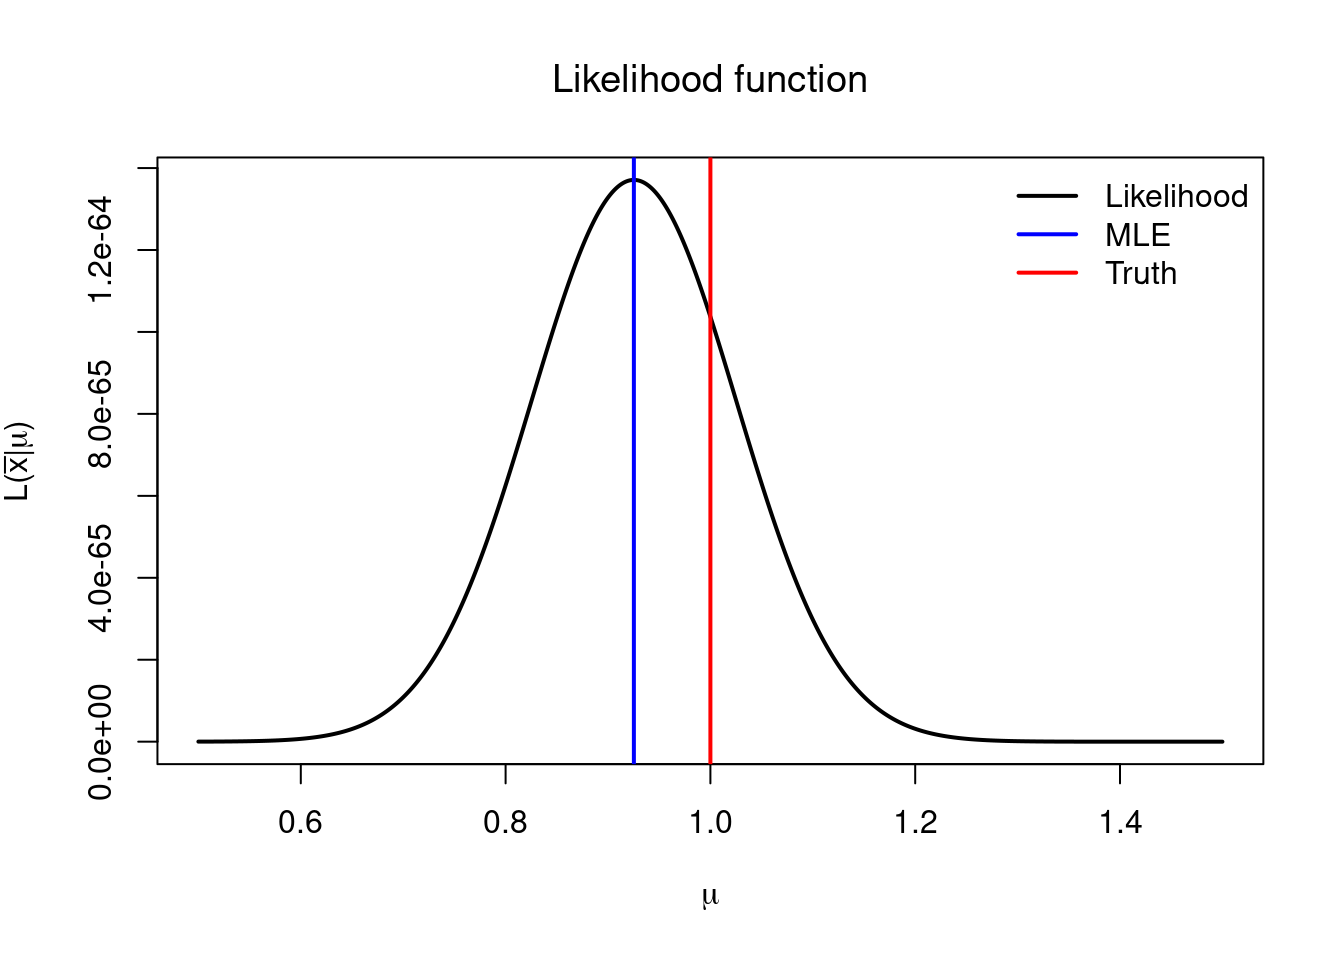 Likelihood function
L(x̅|μ)
0.0e+00
4.0e-65
8.0e-65
1.2e-64
Likelihood
MLE
Truth
0.6
0.8
1.0
1.2
1.4
μ